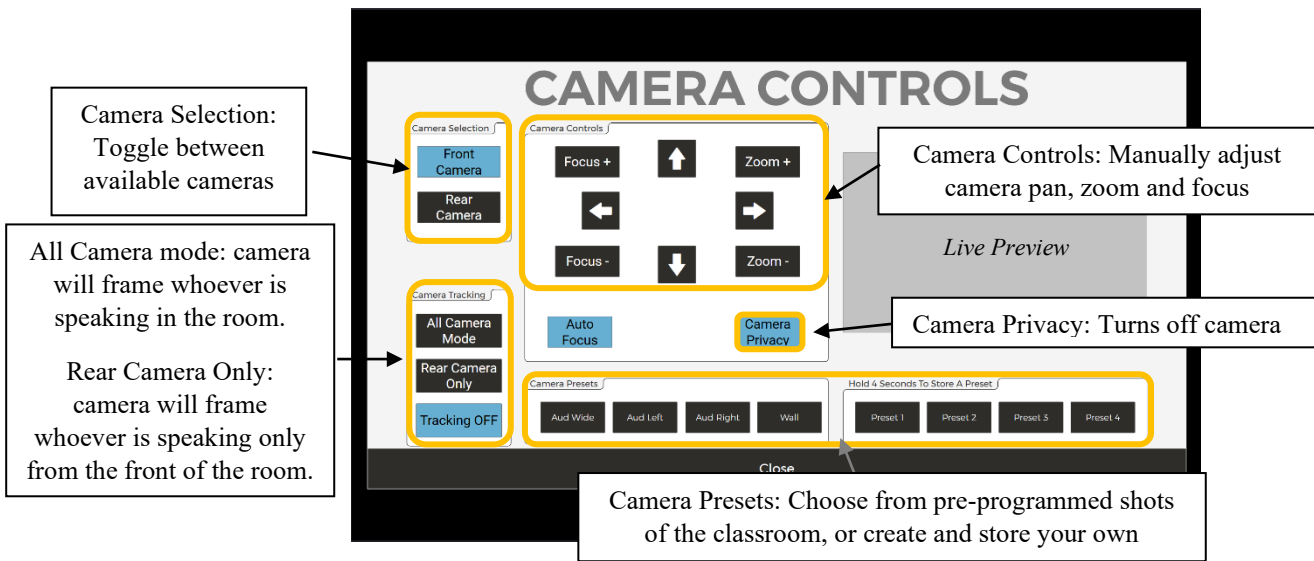 CAMERA CONTROLS
Camera Selection:
Toggle between
available cameras
All Camera mode: camera
will frame whoever is
speaking in the room.
Rear Camera Only:
camera will frame
whoever is speaking only
from the front of the room.
Camera Selection
Front
Camera
Rear
Camera
Camera Tracking
All Camera
Mode
Rear Camera
Only
Tracking OFF
Camera Controls
Focus +
Zoom +
Focus -
Zoom -
Auto
Focus
Camera
Privacy
Camera Controls: Manually adjust
camera pan, zoom and focus
Live Preview
Camera Privacy: Turns off camera
Camera Presets
Aud Wide
Aud Left
Aud Right
Wall
Hold 4 Seconds To Store A Preset
Preset 1
Preset 2
Preset 3
Preset 4
Close
Camera Presets: Choose from pre-programmed shots
of the classroom, or create and store your own